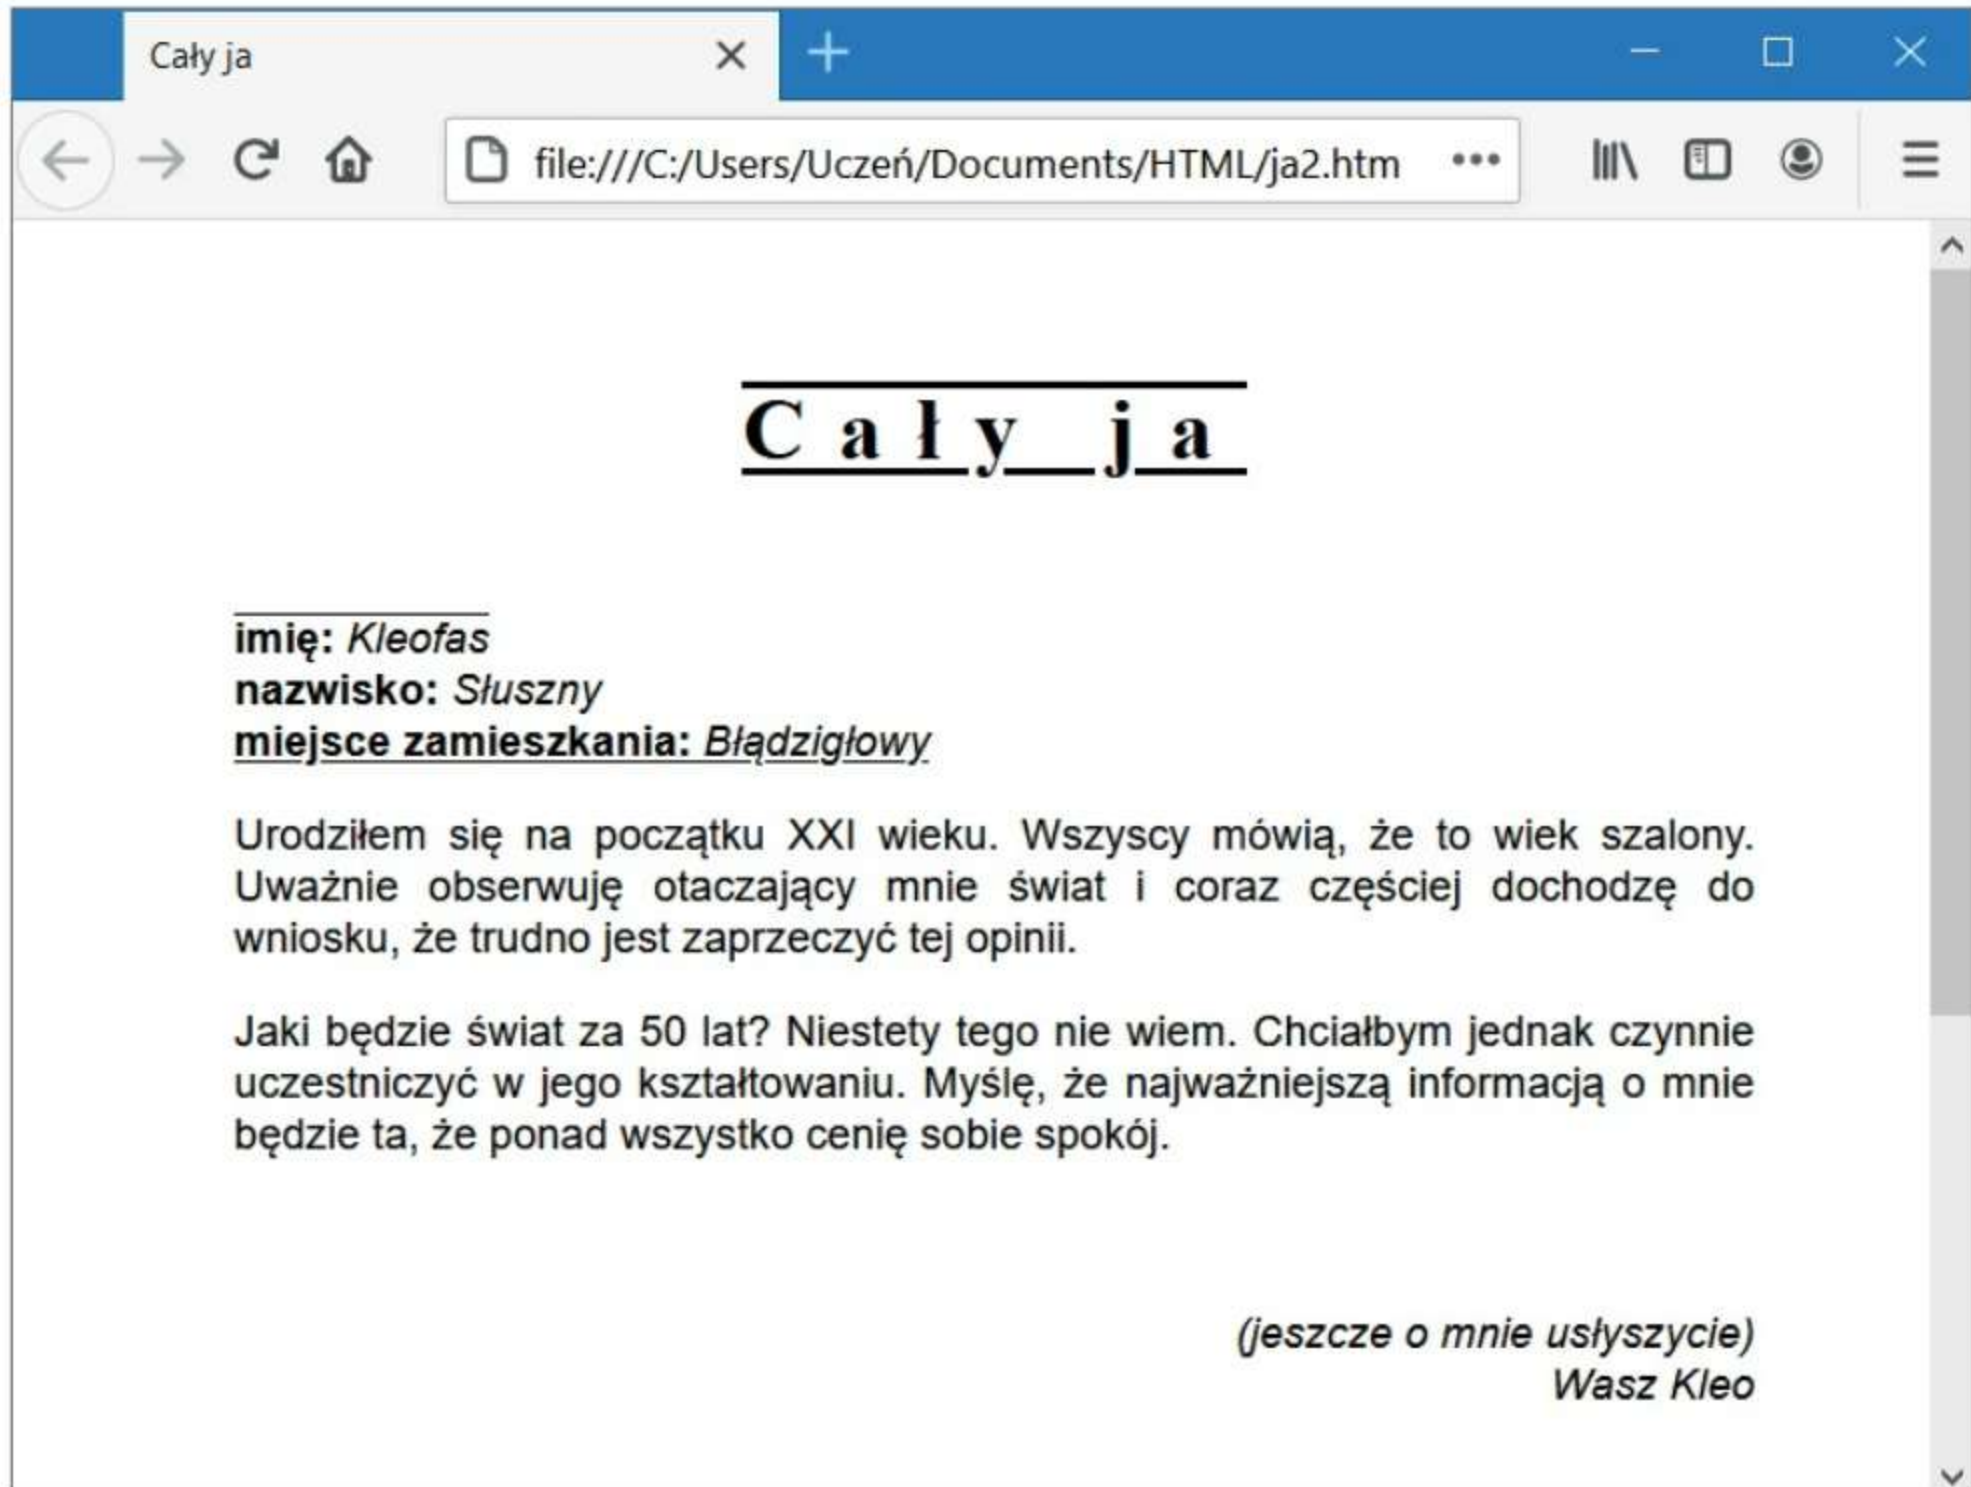 Cały ja
file:///C:/Users/Uczeń/Documents/HTML/ja2.htm
Cały ja
imię: Kleofas
nazwisko: Słuszny
miejsce zamieszkania: Błądzigłowy
Urodziłem się na początku XXI wieku. Wszyscy mówią, że to wiek szalony.
Uważnie obserwuję otaczający mnie świat i coraz częściej dochodzę do
wniosku, że trudno jest zaprzeczyć tej opinii.
Jaki będzie świat za 50 lat? Niestety tego nie wiem. Chciałbym jednak czynnie
uczestniczyć w jego kształtowaniu. Myślę, że najważniejszą informacją o mnie
będzie ta, że ponad wszystko cenię sobie spokój.
(jeszcze o mnie usłyszycie)
Wasz Kleo